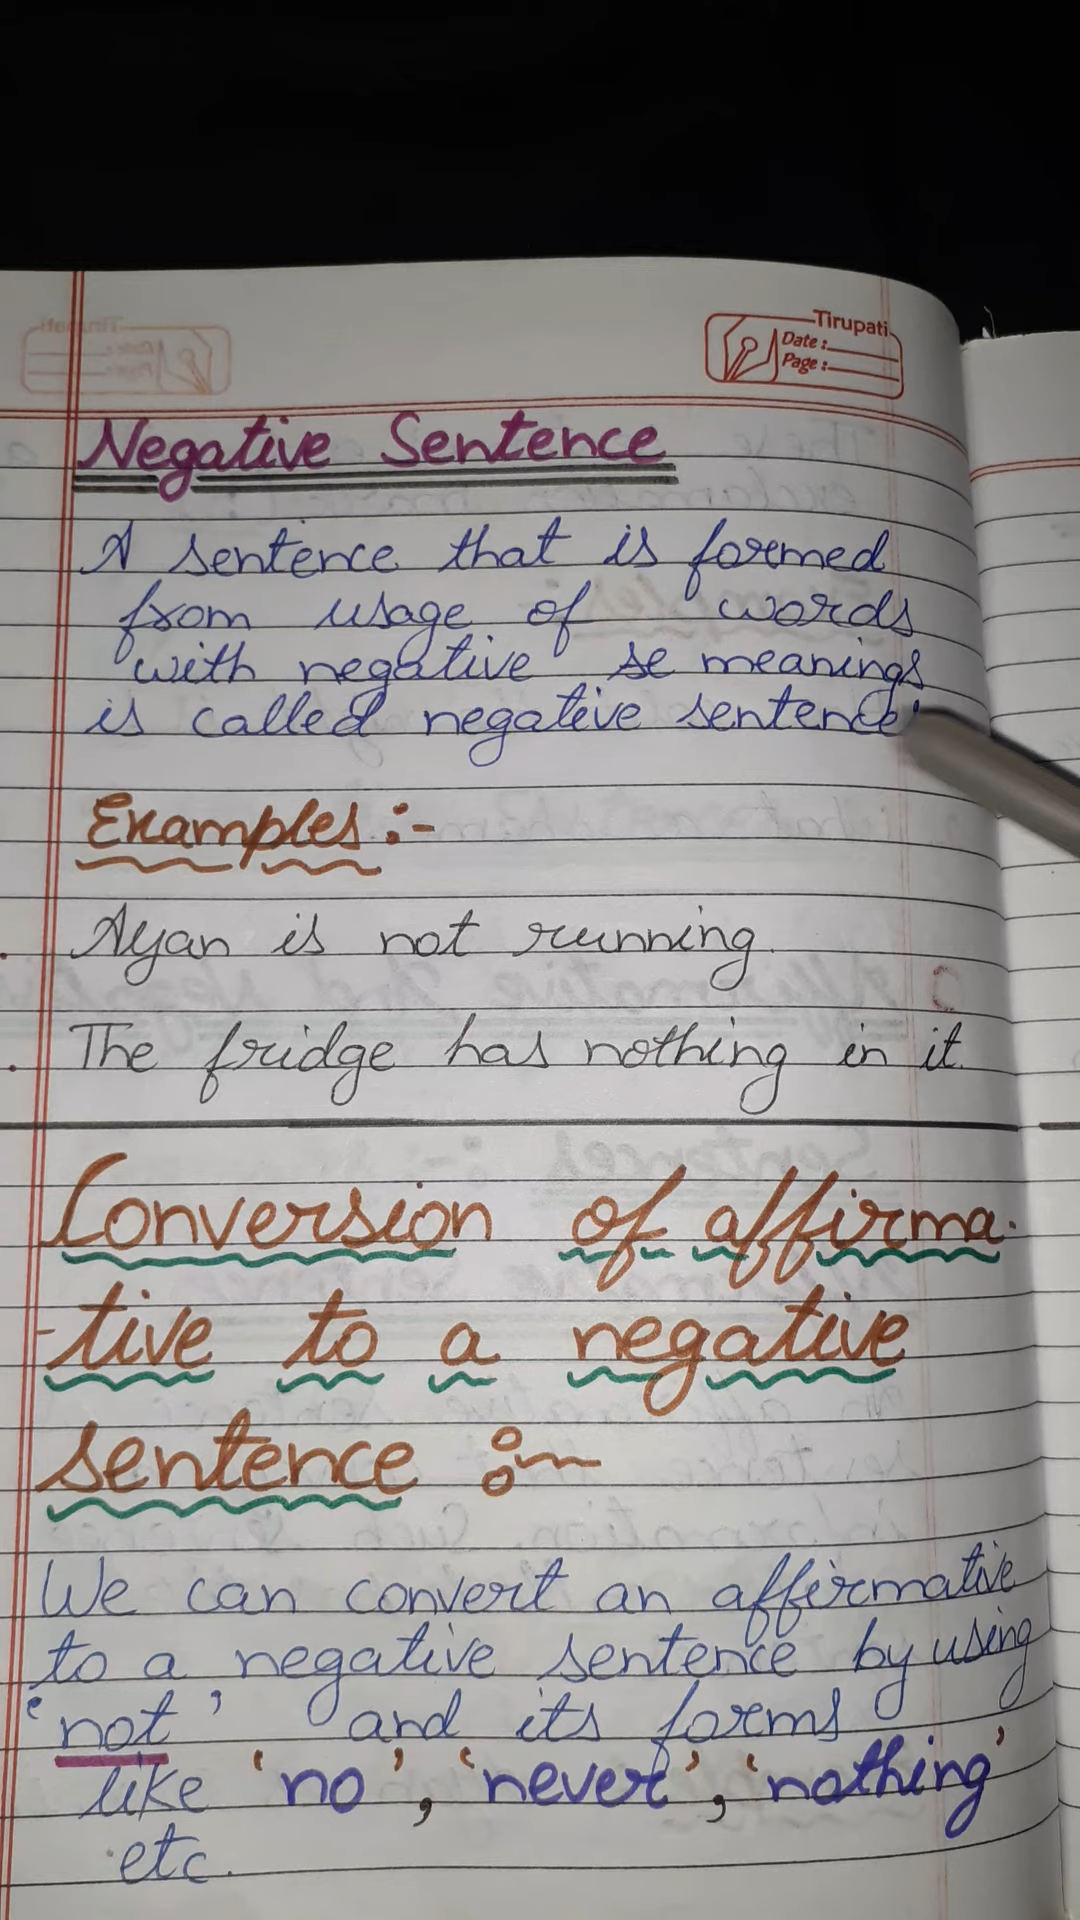 Tirupati
Date:
Page:
Negative Sentence
A sentence that is formed
from usage of words
with negative se meanings
is called negative sentence
Examples :-
Ayan is not running.
The fridge has nothing in it.
Conversion of affirma-
-tive to a negative
sentence :-
We can convert an affirmative
to a negative sentence by using
'not' and its forms
like 'no', 'never', 'nothing'
etc.